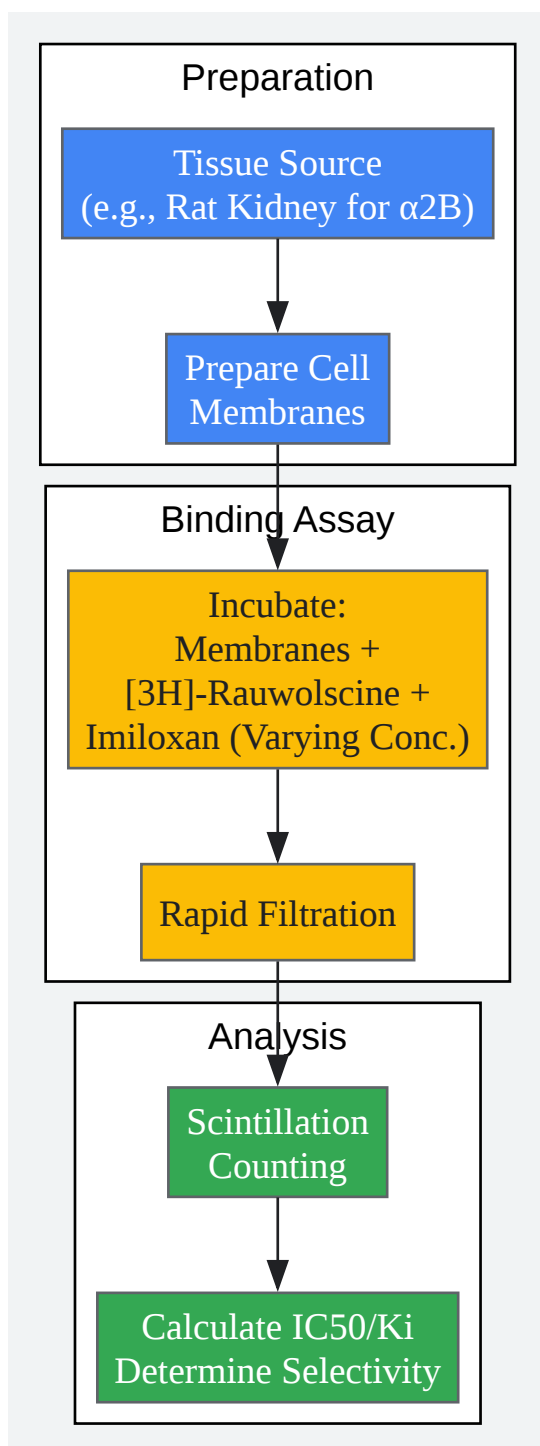 Preparation
Tissue Source
(e.g., Rat Kidney for α2B)
Prepare Cell
Membranes
Binding Assay
Incubate:
Membranes +
[3H]-Rauwolscine +
Imiloxan (Varying Conc.)
Rapid Filtration
Analysis
Scintillation
Counting
Calculate IC50/Ki
Determine Selectivity